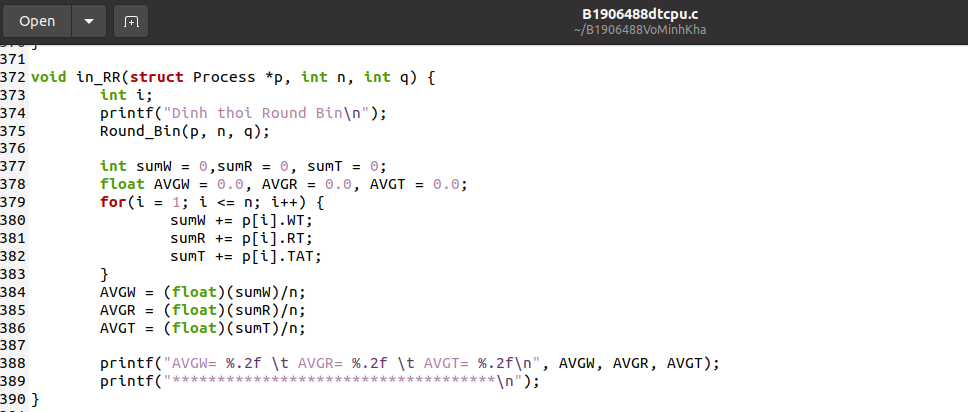 Open
B1906488dtcpu.c
~/B1906488VoMinhKha
371
372 void in_RR(struct Process *p, int n, int q) {
373         int i;
374         printf("Dinh thoi Round Bin\n");
375         Round_Bin(p, n, q);
376
377         int sumW = 0,sumR = 0, sumT = 0;
378         float AVGW = 0.0, AVGR = 0.0, AVGT = 0.0;
379         for(i = 1; i <= n; i++) {
380                 sumW += p[i].WT;
381                 sumR += p[i].RT;
382                 sumT += p[i].TAT;
383         }
384         AVGW = (float)(sumW)/n;
385         AVGR = (float)(sumR)/n;
386         AVGT = (float)(sumT)/n;
387
388         printf("AVGW= %.2f \t AVGR= %.2f \t AVGT= %.2f\n", AVGW, AVGR, AVGT);
389         printf("************************************\n");
390 }